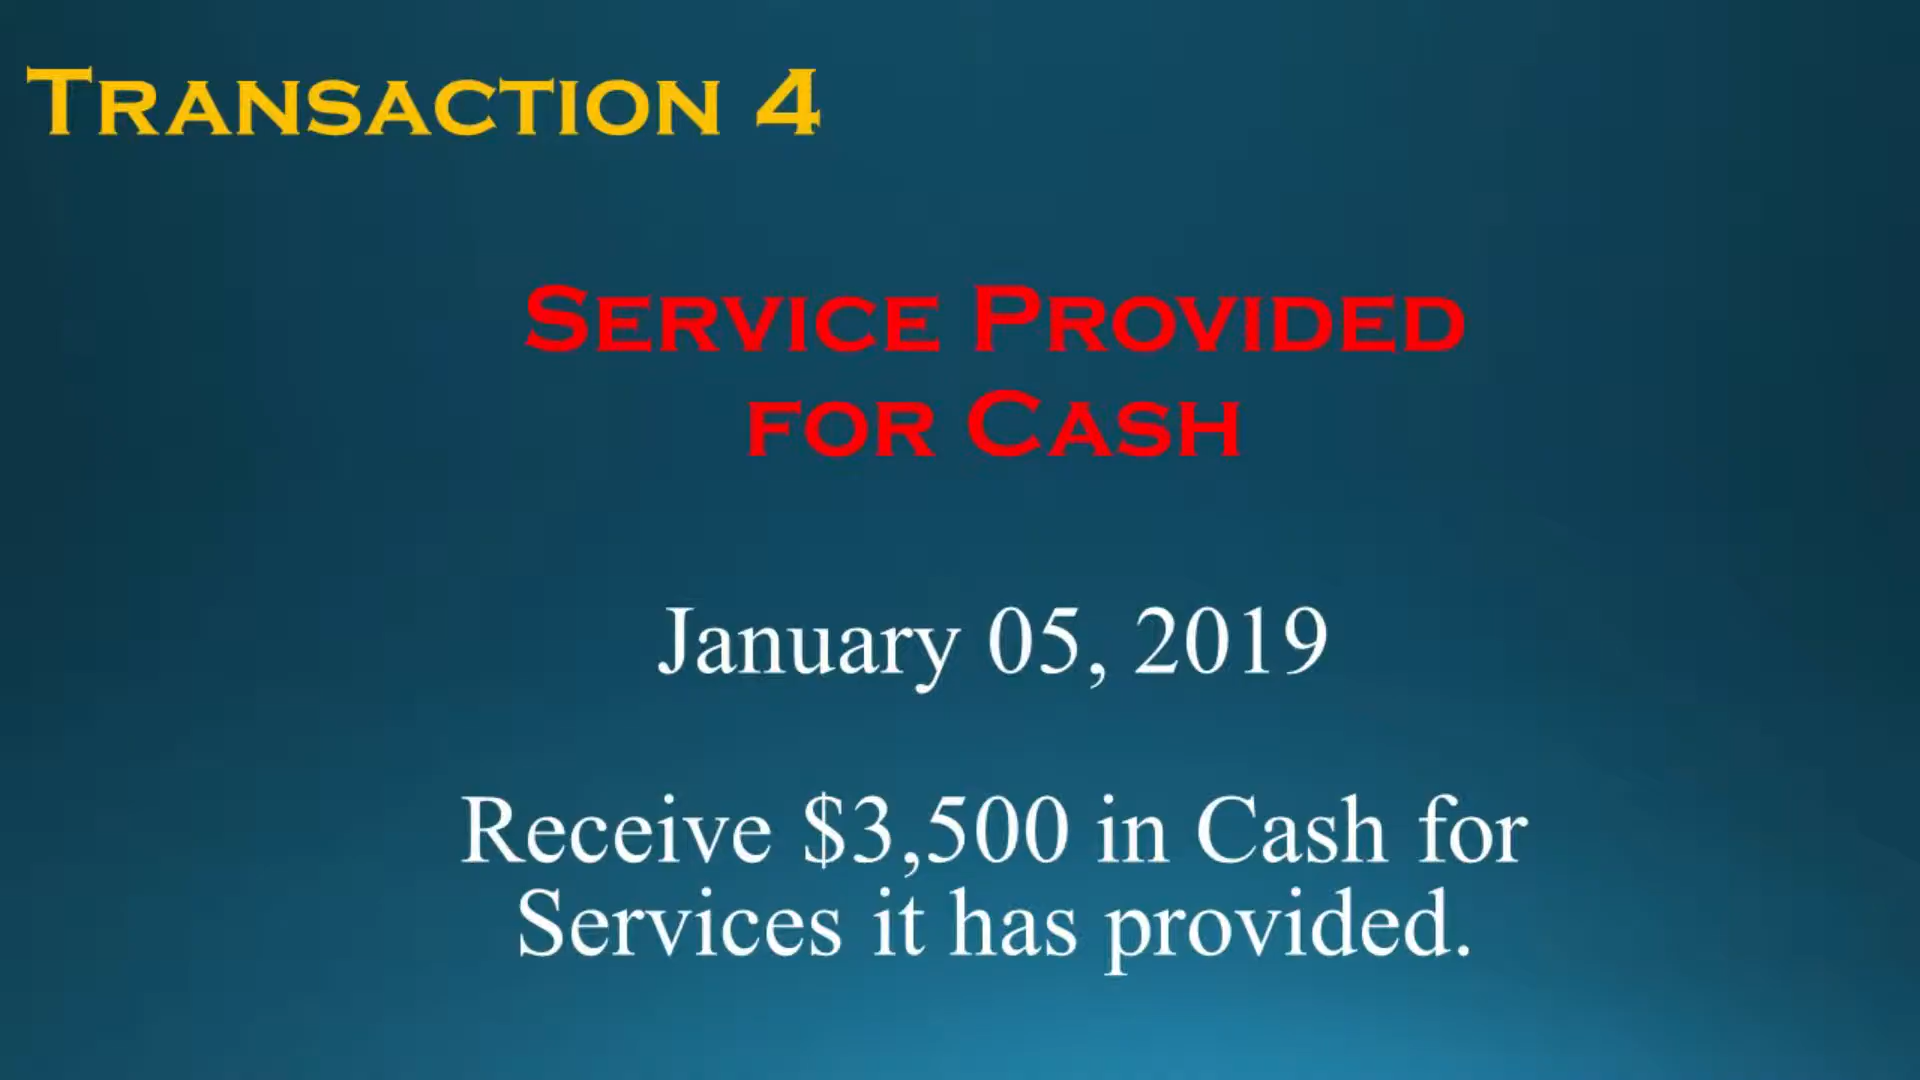 Transaction 4
Service Provided
for Cash
January 05, 2019
Receive $3,500 in Cash for
Services it has provided.